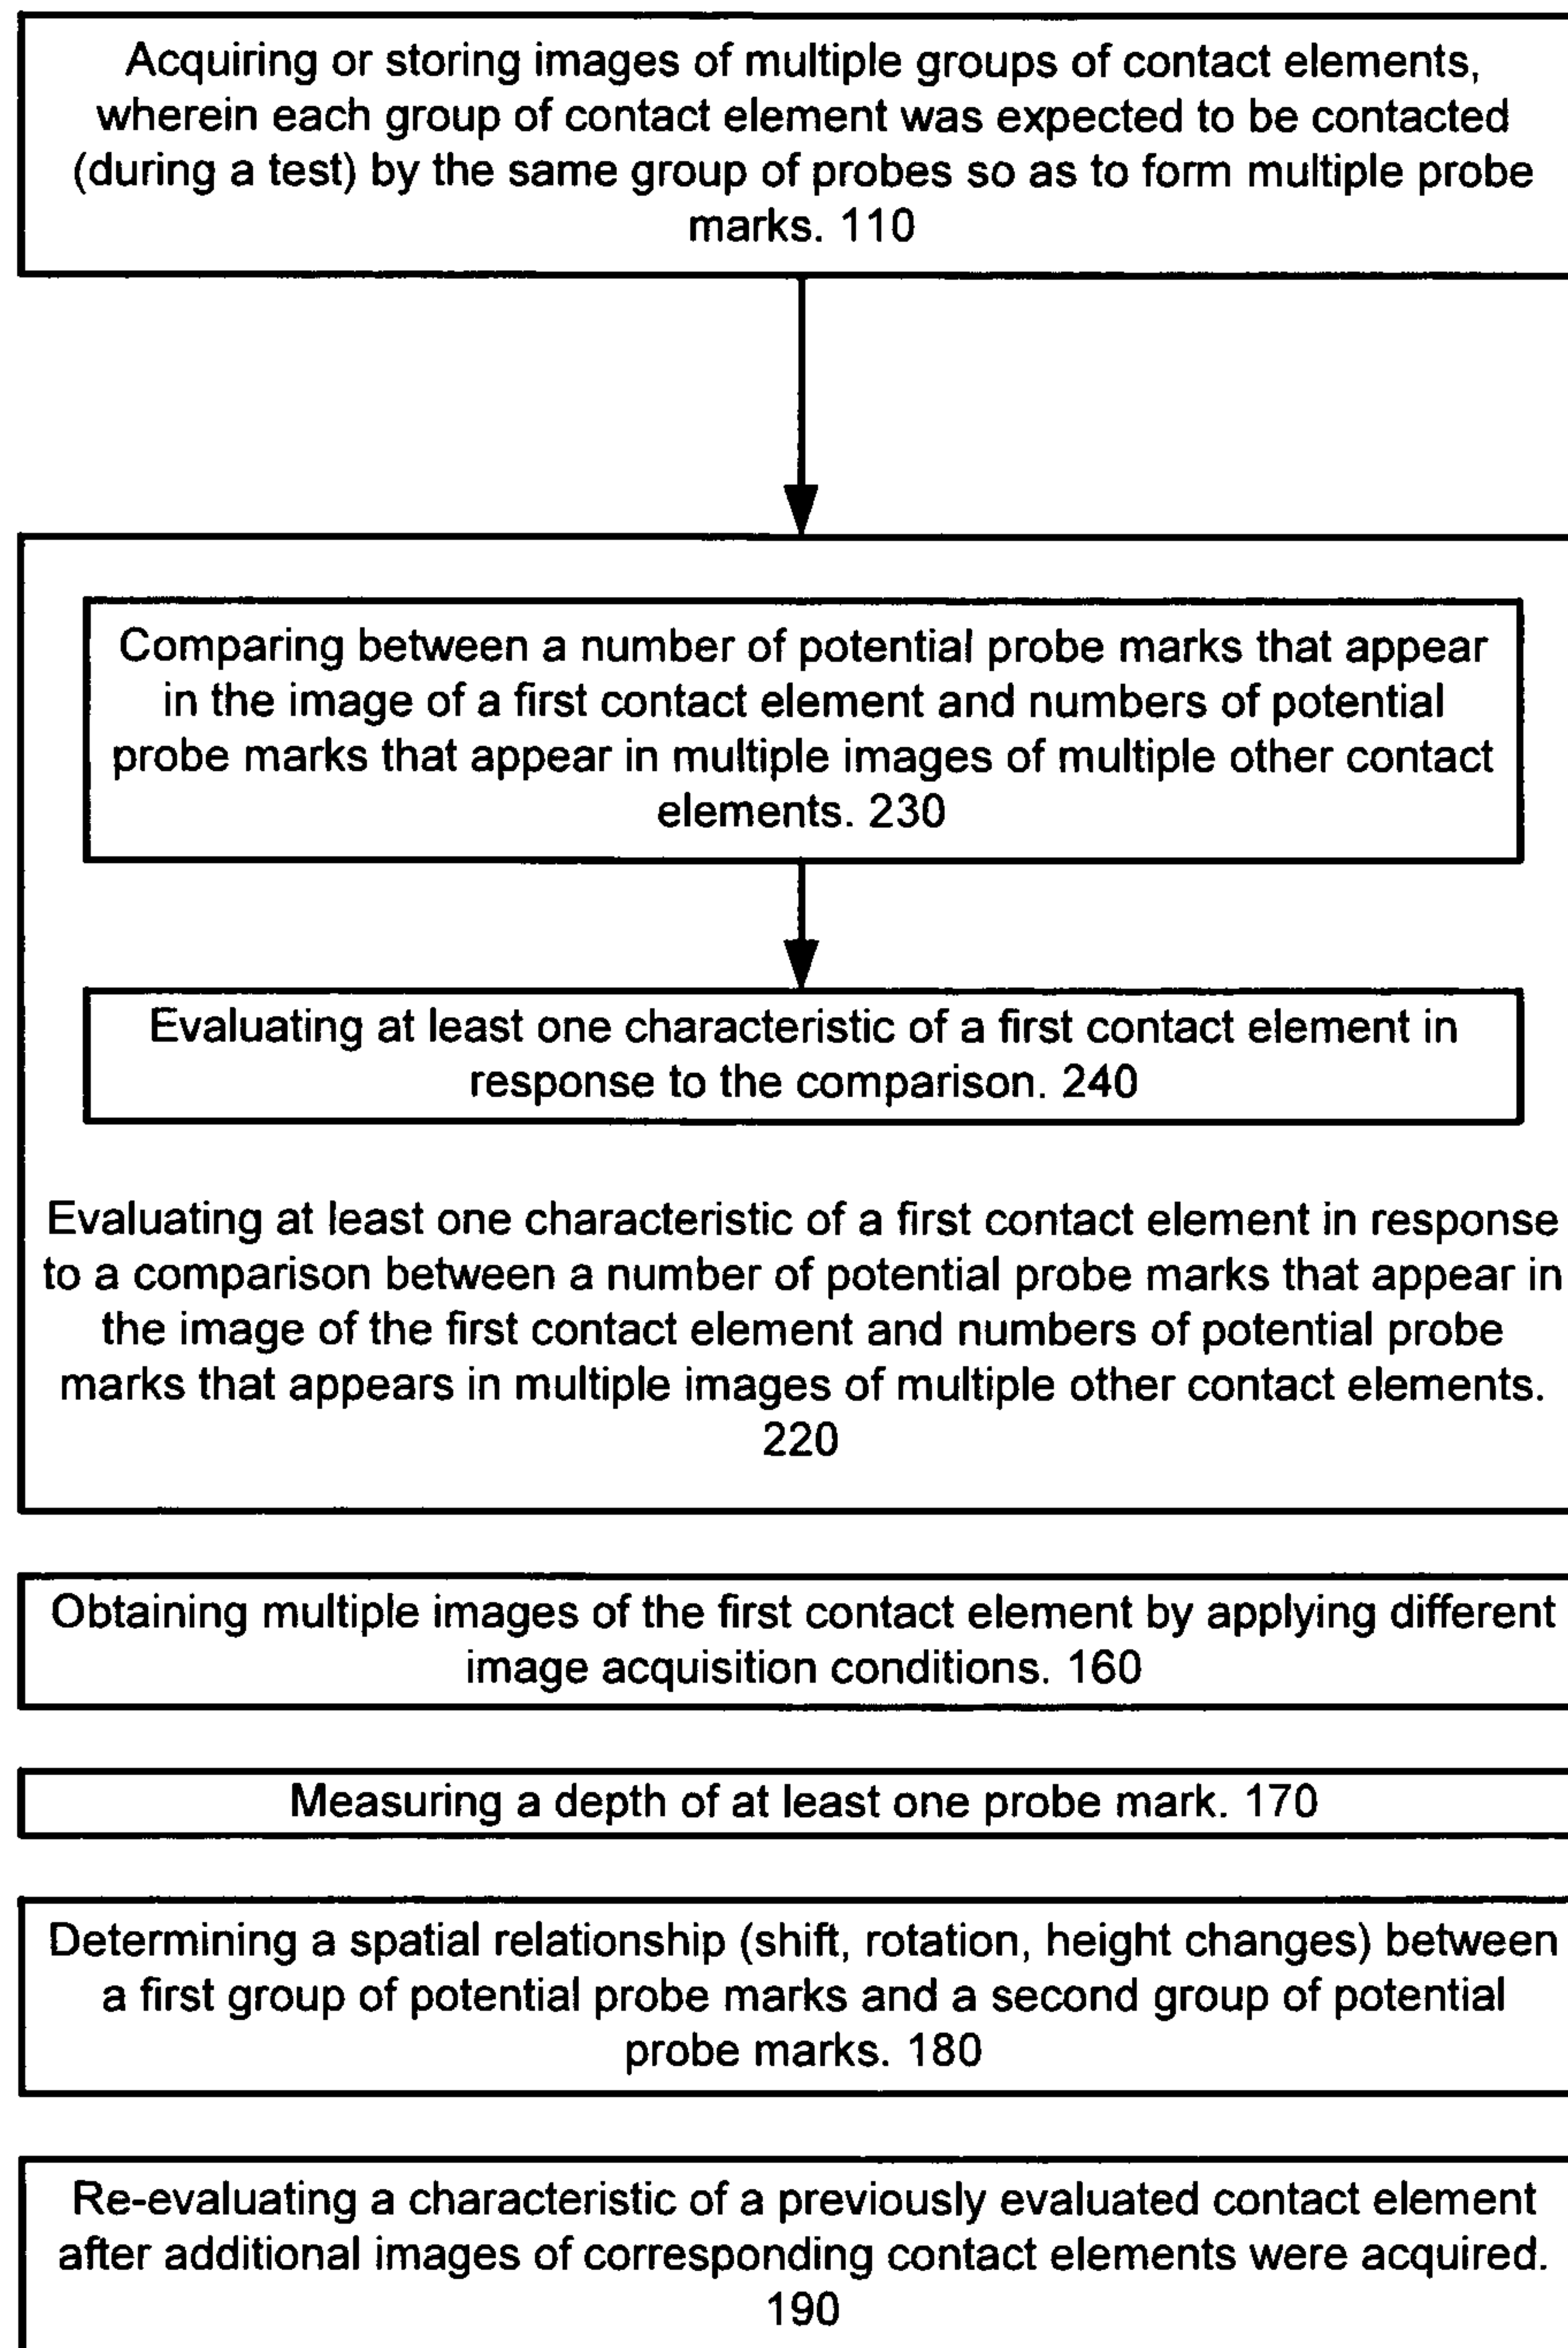 Acquiring or storing images of multiple groups of contact elements,
wherein each group of contact element was expected to be contacted
(during a test) by the same group of probes so as to form multiple probe
marks. 110
Comparing between a number of potential probe marks that appear
in the image of a first contact element and numbers of potential
probe marks that appear in multiple images of multiple other contact
elements. 230
Evaluating at least one characteristic of a first contact element in
response to the comparison. 240
Evaluating at least one characteristic of a first contact element in response
to a comparison between a number of potential probe marks that appear in
the image of the first contact element and numbers of potential probe
marks that appears in multiple images of multiple other contact elements.
220
Obtaining multiple images of the first contact element by applying different
image acquisition conditions. 160
Measuring a depth of at least one probe mark. 170
Determining a spatial relationship (shift, rotation, height changes) between
a first group of potential probe marks and a second group of potential
probe marks. 180
Re-evaluating a characteristic of a previously evaluated contact element
after additional images of corresponding contact elements were acquired.
190